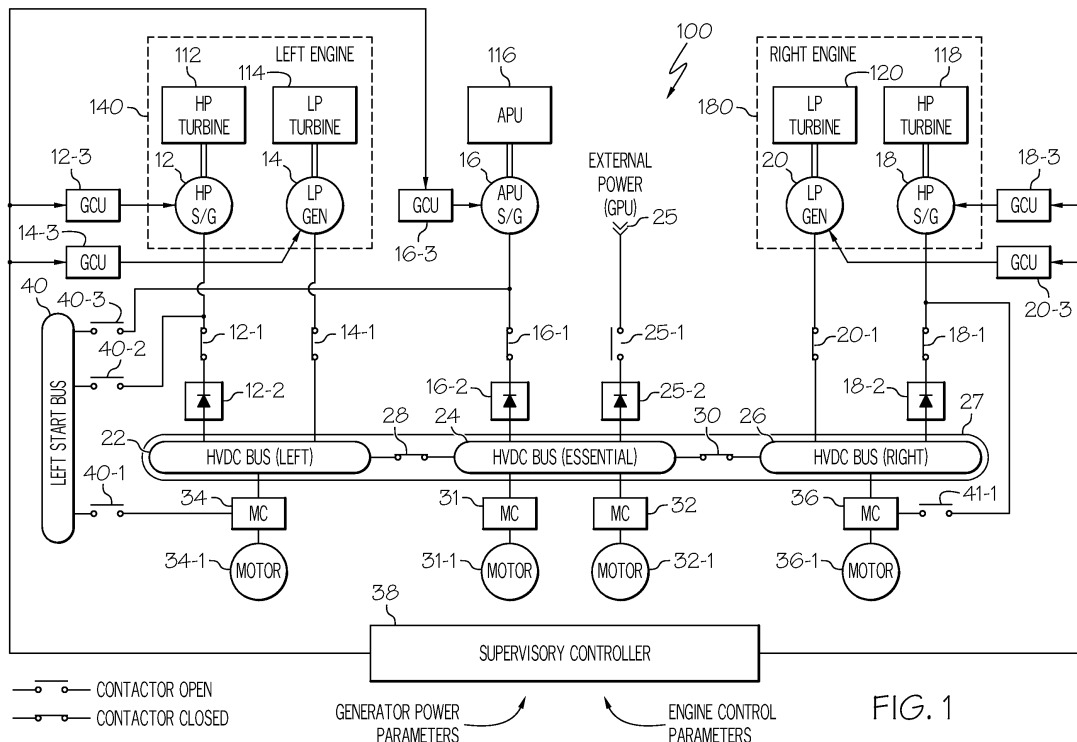 100
112
LEFT ENGINE
114
116
RIGHT ENGINE
120
118
140
HP
TURBINE
LP
TURBINE
APU
180
LP
TURBINE
HP
TURBINE
EXTERNAL
POWER
(GPU)
12-3
12
14
16
20
18
18-3
GCU
HP
S/G
LP
GEN
GCU
APU
S/G
25
LP
GEN
HP
S/G
GCU
14-3
GCU
16-3
GCU
20-3
40
40-3
12-1
14-1
16-1
25-1
20-1
18-1
40-2
12-2
16-2
25-2
18-2
LEFT START BUS
22
28
24
30
26
27
HVDC BUS (LEFT)
HVDC BUS (ESSENTIAL)
HVDC BUS (RIGHT)
40-1
34
31
32
36
41-1
MC
MC
MC
MC
MOTOR
MOTOR
MOTOR
MOTOR
34-1
31-1
32-1
36-1
38
SUPERVISORY CONTROLLER
CONTACTOR OPEN
CONTACTOR CLOSED
GENERATOR POWER
PARAMETERS
ENGINE CONTROL
PARAMETERS
FIG. 1